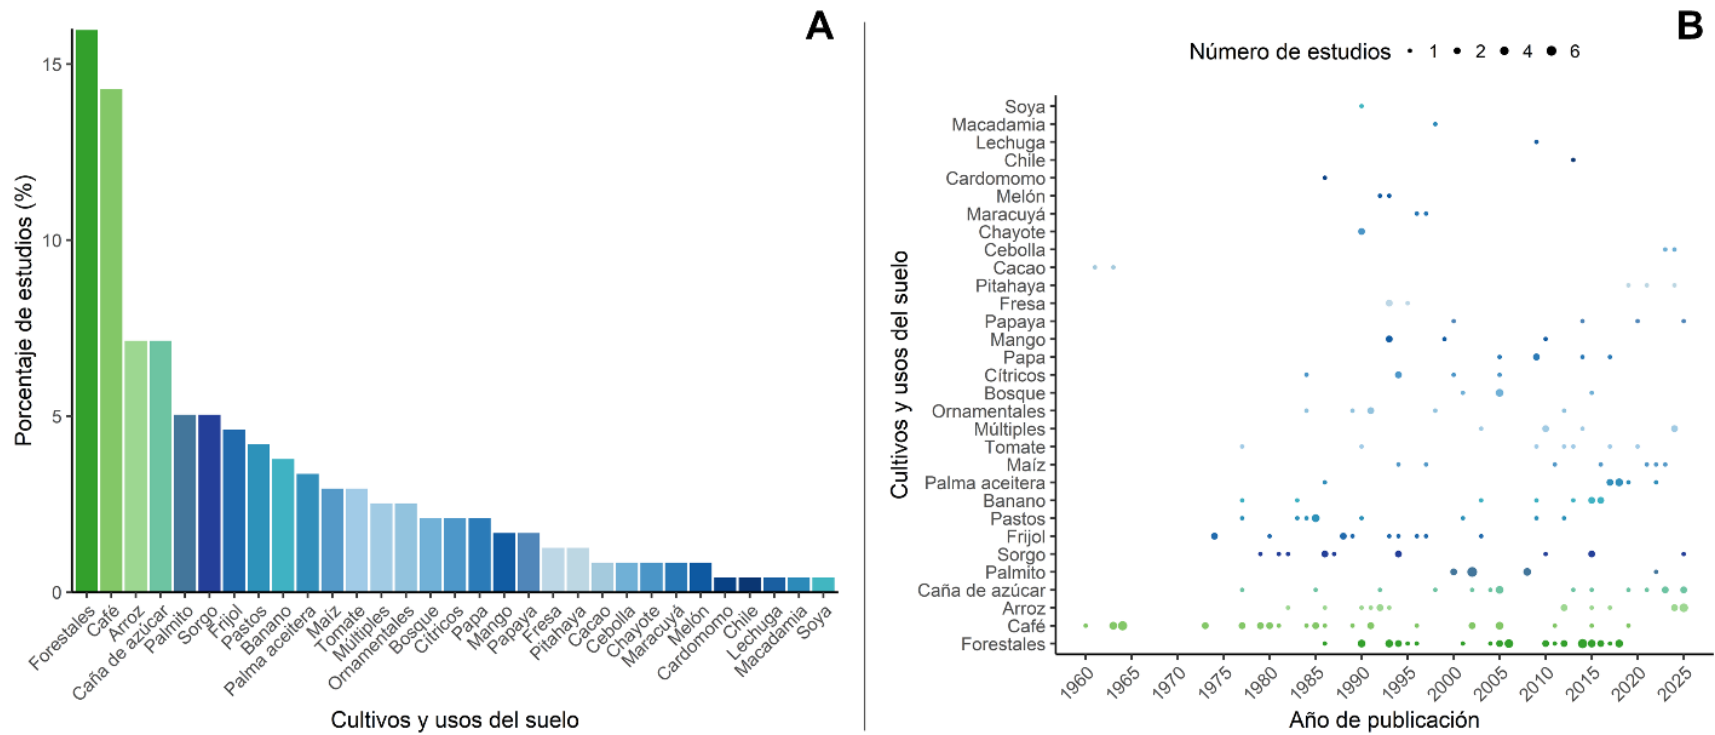 A
Porcentaje de estudios (%)
15
10
5
0
Forestales
Café
Arroz
Caña de azúcar
Palmito
Sorgo
Frijol
Pastos
Banano
Palma aceitera
Maíz
Tomate
Múltiples
Ornamentales
Bosque
Cítricos
Papa
Mango
Papaya
Fresa
Pitahaya
Cacao
Cebolla
Chayote
Maracuyá
Melón
Cardomomo
Chile
Lechuga
Macadamia
Soya
Cultivos y usos del suelo
B
Número de estudios 1 2 4 6
Cultivos y usos del suelo
Soya
Macadamia
Lechuga
Chile
Cardomomo
Melón
Maracuyá
Chayote
Cebolla
Cacao
Pitahaya
Fresa
Papaya
Mango
Papa
Cítricos
Bosque
Ornamentales
Múltiples
Tomate
Maíz
Palma aceitera
Banano
Pastos
Frijol
Sorgo
Palmito
Caña de azúcar
Arroz
Café
Forestales
1960 1965 1970 1975 1980 1985 1990 1995 2000 2005 2010 2015 2020 2025
Año de publicación